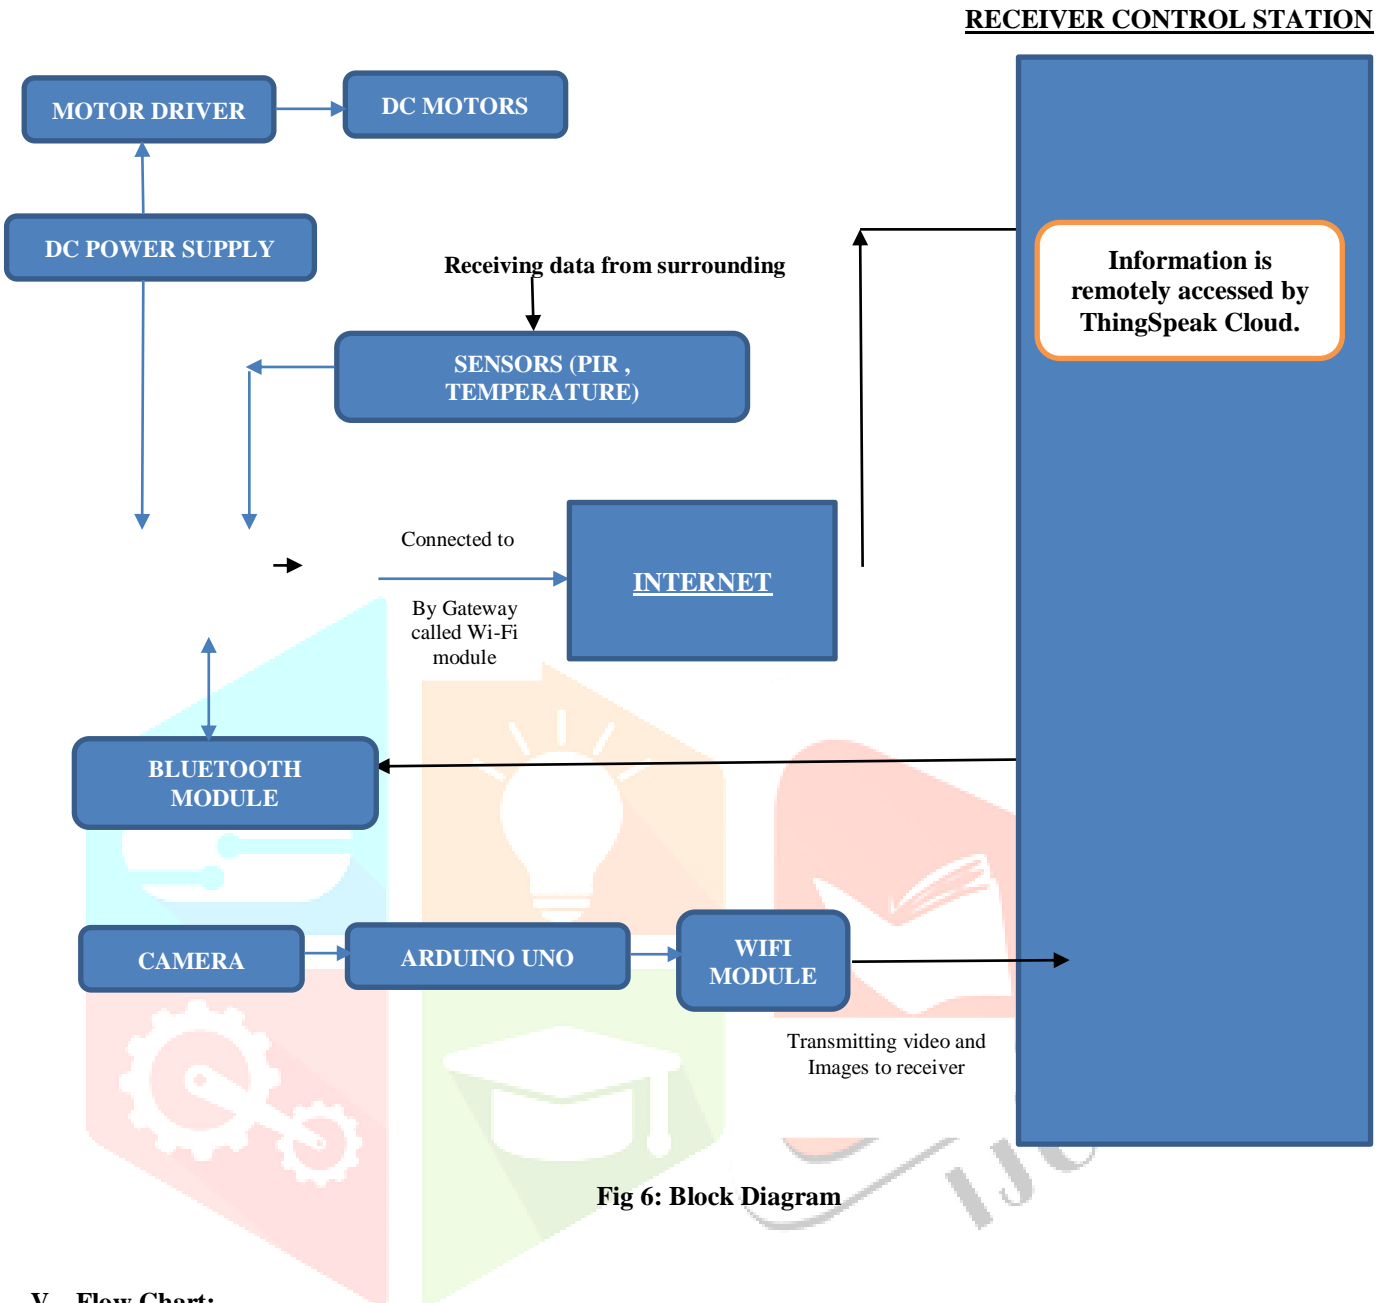 RECEIVER CONTROL STATION
MOTOR DRIVER
DC MOTORS
DC POWER SUPPLY
Receiving data from surrounding
Information is
remotely accessed by
ThingSpeak Cloud.
SENSORS (PIR ,
TEMPERATURE)
Connected to
INTERNET
By Gateway
called Wi-Fi
module
BLUETOOTH
MODULE
CAMERA
ARDUINO UNO
WIFI
MODULE
Transmitting video and
Images to receiver
Fig 6: Block Diagram
V. Flow Chart: